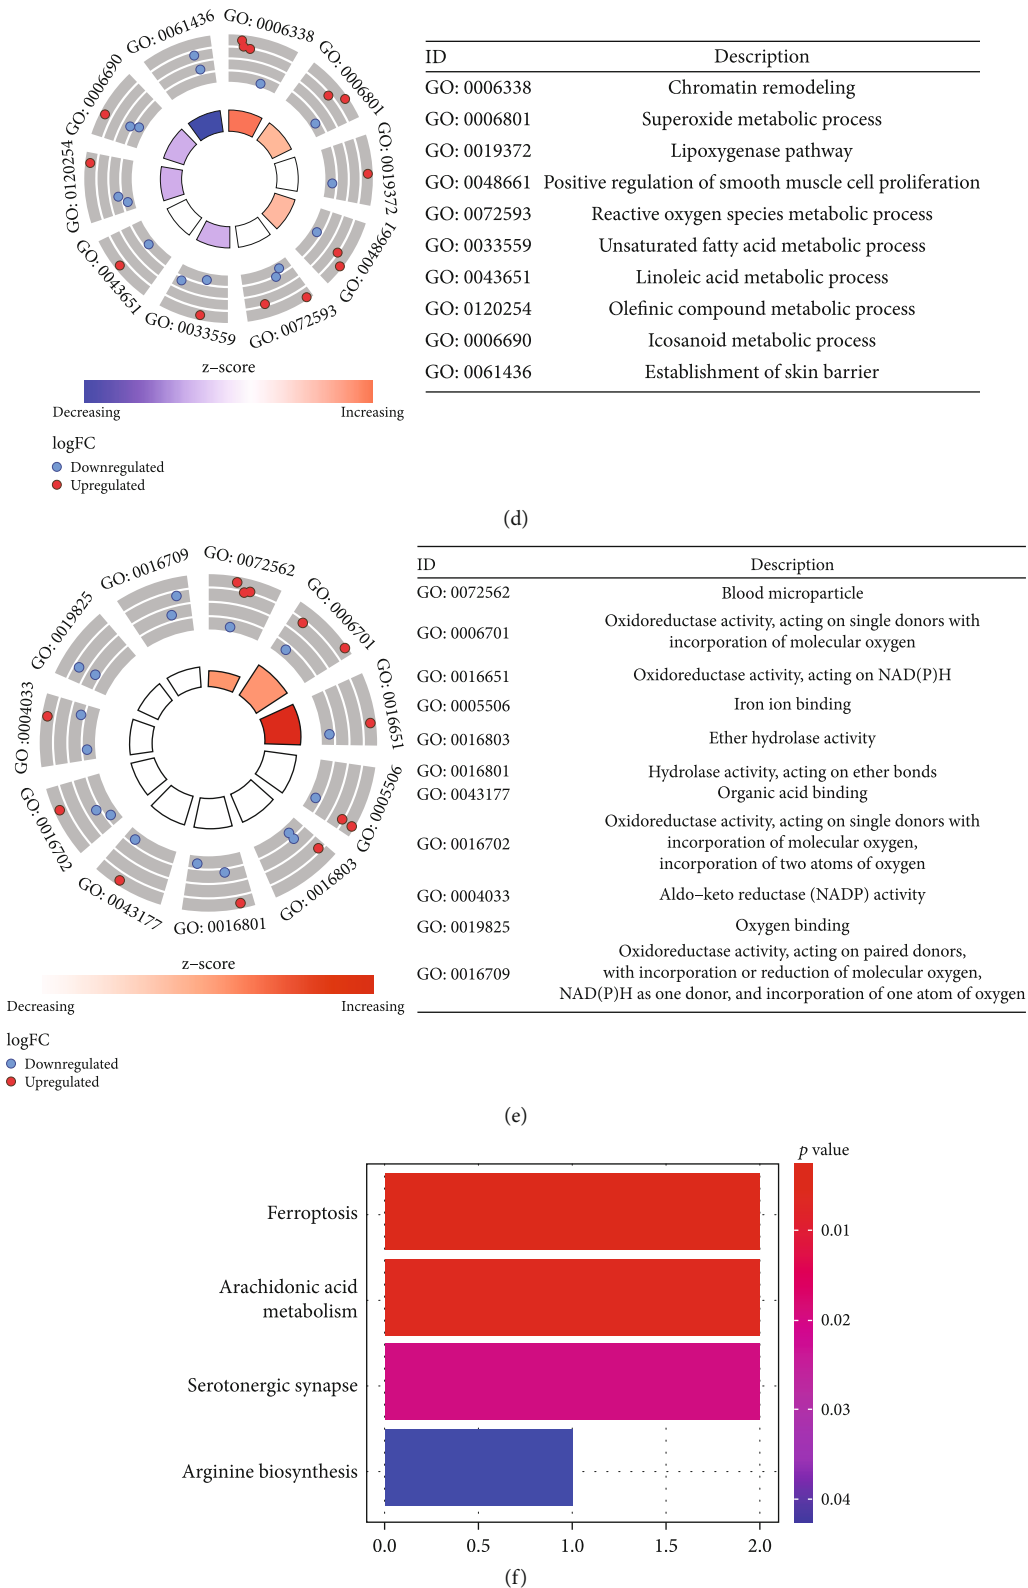 GO: 0061436
GO: 0006338
GO: 0006690
GO: 0006801
GO: 0120254
GO: 0019372
GO: 0043651
GO: 0048661
GO: 0033559
GO: 0072593
z−score
Decreasing
Increasing
logFC
Downregulated
Upregulated
ID Description
GO: 0006338 Chromatin remodeling
GO: 0006801 Superoxide metabolic process
GO: 0019372 Lipoxygenase pathway
GO: 0048661 Positive regulation of smooth muscle cell proliferation
GO: 0072593 Reactive oxygen species metabolic process
GO: 0033559 Unsaturated fatty acid metabolic process
GO: 0043651 Linoleic acid metabolic process
GO: 0120254 Olefinic compound metabolic process
GO: 0006690 Icosanoid metabolic process
GO: 0061436 Establishment of skin barrier
(d)
GO: 0016709
GO: 0072562
GO: 0019825
GO: 0006701
GO :0004033
GO: 0016651
GO: 0016702
GO: 0005506
GO: 0043177
GO: 0016803
GO: 0016801
z−score
Decreasing
Increasing
logFC
Downregulated
Upregulated
ID Description
GO: 0072562 Blood microparticle
GO: 0006701 Oxidoreductase activity, acting on single donors with
incorporation of molecular oxygen
GO: 0016651 Oxidoreductase activity, acting on NAD(P)H
GO: 0005506 Iron ion binding
GO: 0016803 Ether hydrolase activity
GO: 0016801 Hydrolase activity, acting on ether bonds
GO: 0043177 Organic acid binding
GO: 0016702 Oxidoreductase activity, acting on single donors with
incorporation of molecular oxygen,
incorporation of two atoms of oxygen
GO: 0004033 Aldo−keto reductase (NADP) activity
GO: 0019825 Oxygen binding
GO: 0016709 Oxidoreductase activity, acting on paired donors,
with incorporation or reduction of molecular oxygen,
NAD(P)H as one donor, and incorporation of one atom of oxygen
(e)
p value
Ferroptosis
Arachidonic acid
metabolism
Serotonergic synapse
Arginine biosynthesis
0.01
0.02
0.03
0.04
0.0 0.5 1.0 1.5 2.0
(f)